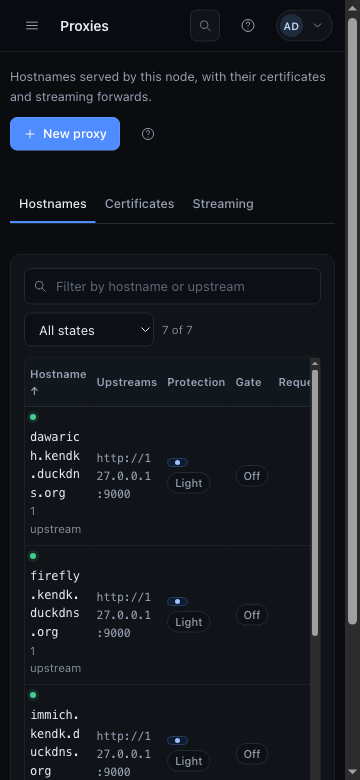 Proxies
AD
Hostnames served by this node, with their certificates
and streaming forwards.
+ New proxy
Hostnames Certificates Streaming
Filter by hostname or upstream
All states 7 of 7
Hostname ↑ Upstreams Protection Gate Reque
dawaric
h.kendk
.duckdn
s.org
1
upstream
http://1
27.0.0.1
:9000
Light
Off
firefly
.kendk.
duckdns
.org
1
upstream
http://1
27.0.0.1
:9000
Light
Off
immich.
kendk.d
uckdns.
org
http://1
27.0.0.1
:9000
Light
Off